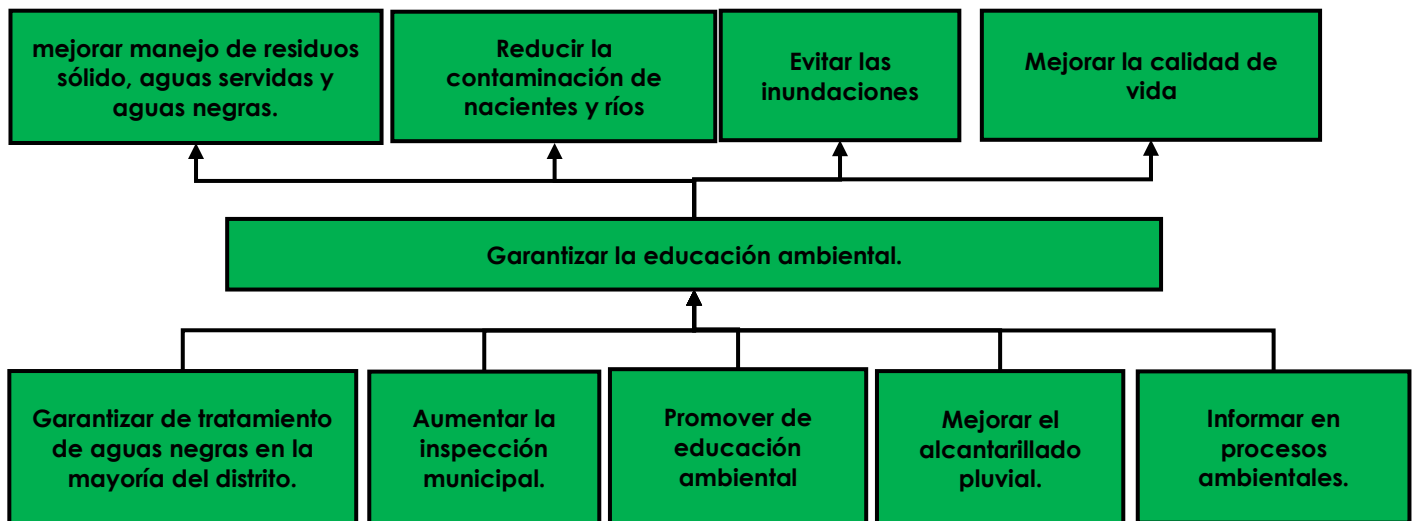 mejorar manejo de residuos
sólido, aguas servidas y
aguas negras.
Reducir la
contaminación de
nacientes y ríos
Evitar las
inundaciones
Mejorar la calidad de
vida
Garantizar la educación ambiental.
Garantizar de tratamiento
de aguas negras en la
mayoría del distrito.
Aumentar la
inspección
municipal.
Promover de
educación
ambiental
Mejorar el
alcantarillado
pluvial.
Informar en
procesos
ambientales.